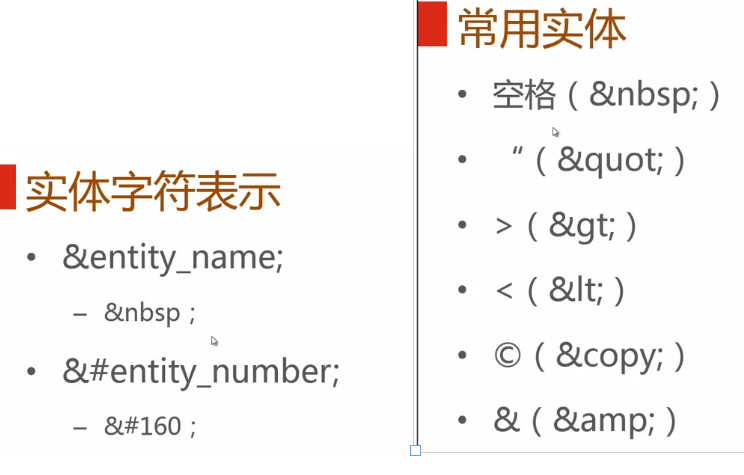 实体字符表示
• &entity_name;
– &nbsp ;
• &#entity_number;
– &#160 ;
常用实体
• 空格（&nbsp;）
• “（&quot;）
• >（&gt;）
• <（&lt;）
• ©（&copy;）
• &（&amp;）